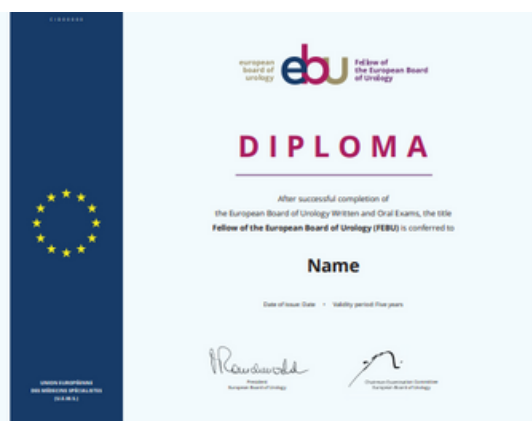 european
board of
urology
ebu
Fellow of
the European Board
of Urology
DIPLOMA
After successful completion of
the European Board of Urology Written and Oral Exams, the title
Fellow of the European Board of Urology (FEBU) is conferred to
Name
Date of Issue: Date • Validity period: Five years
President
European Board of Urology
Chairman Examination Committee
European Board of Urology
UNION EUROPÉENNE
DES MÉDECINS SPÉCIALISTES
(U.E.M.S.)